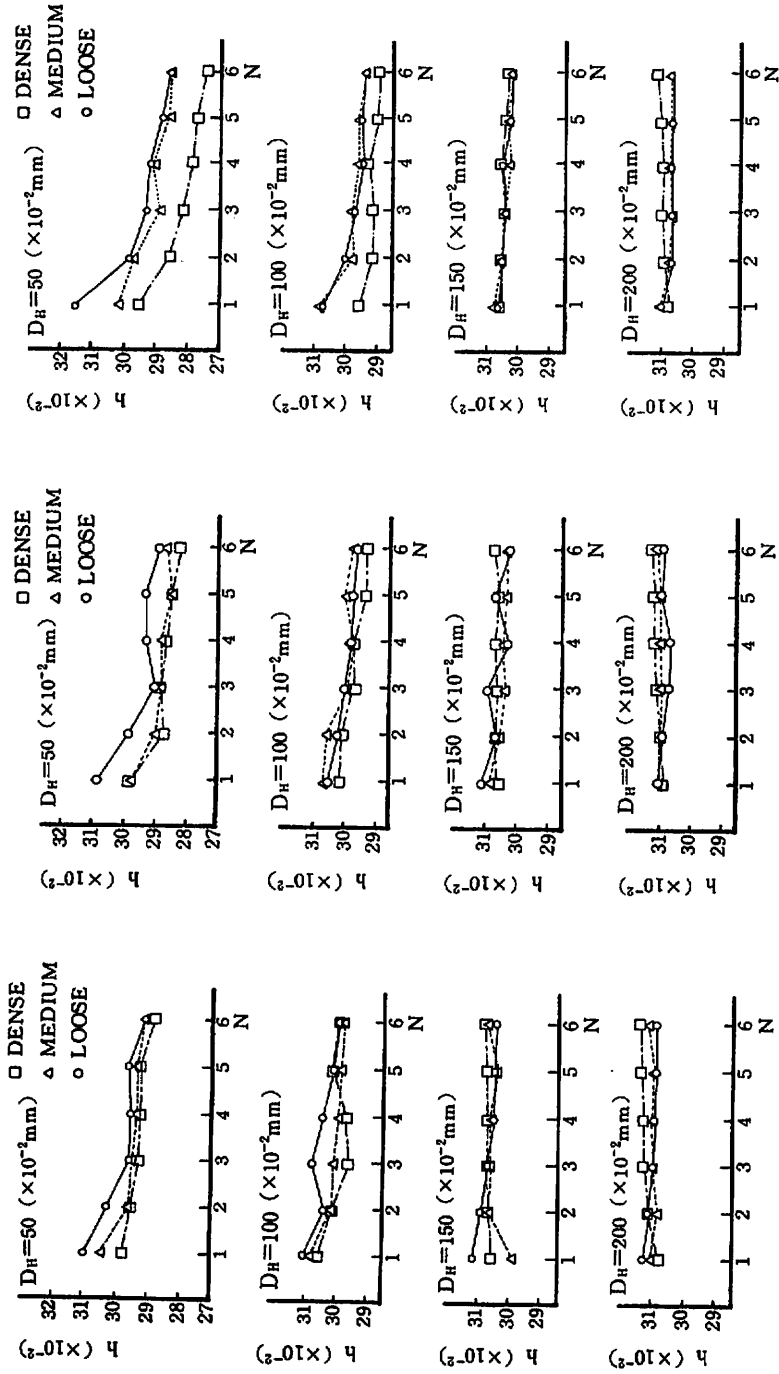 □ DENSE
△ MEDIUM
○ LOOSE
D_H=50 (×10⁻²mm)
h (×10⁻²)
32
31
30
29
28
27
1 2 3 4 5 6
N
□ DENSE
△ MEDIUM
○ LOOSE
D_H=50 (×10⁻²mm)
h (×10⁻²)
32
31
30
29
28
27
1 2 3 4 5 6
N
□ DENSE
△ MEDIUM
○ LOOSE
D_H=50 (×10⁻²mm)
h (×10⁻²)
32
31
30
29
28
27
1 2 3 4 5 6
N
D_H=100 (×10⁻²mm)
h (×10⁻²)
31
30
29
1 2 3 4 5 6
N
D_H=100 (×10⁻²mm)
h (×10⁻²)
31
30
29
1 2 3 4 5 6
N
D_H=100 (×10⁻²mm)
h (×10⁻²)
31
30
29
1 2 3 4 5 6
N
D_H=150 (×10⁻²mm)
h (×10⁻²)
31
30
29
1 2 3 4 5 6
N
D_H=150 (×10⁻²mm)
h (×10⁻²)
31
30
29
1 2 3 4 5 6
N
D_H=150 (×10⁻²mm)
h (×10⁻²)
31
30
29
1 2 3 4 5 6
N
D_H=200 (×10⁻²mm)
h (×10⁻²)
31
30
29
1 2 3 4 5 6
N
D_H=200 (×10⁻²mm)
h (×10⁻²)
31
30
29
1 2 3 4 5 6
N
D_H=200 (×10⁻²mm)
h (×10⁻²)
31
30
29
1 2 3 4 5 6
N